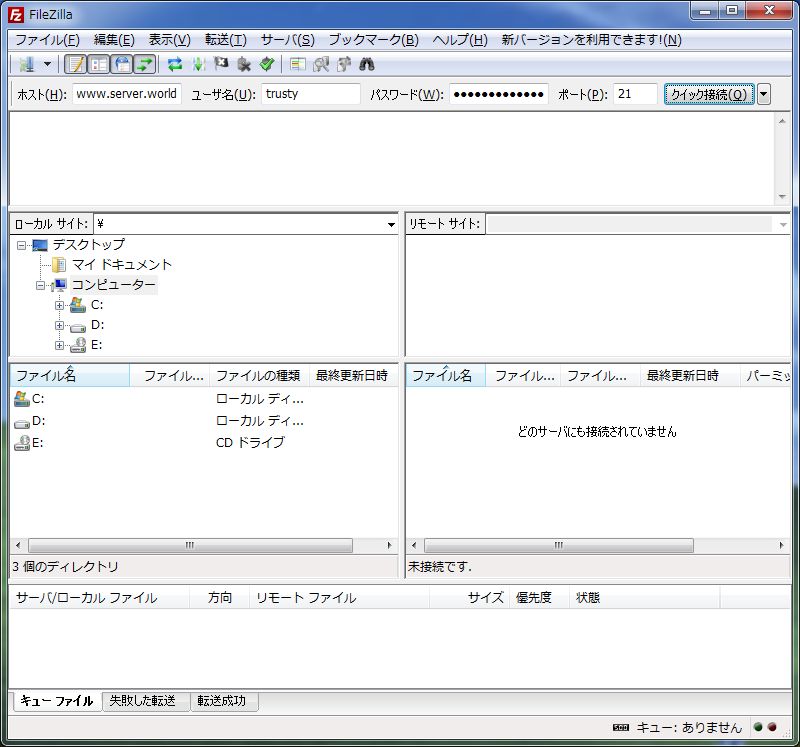 FileZilla
ファイル(F) 編集(E) 表示(V) 転送(T) サーバ(S) ブックマーク(B) ヘルプ(H) 新バージョンを利用できます!(N)
ホスト(H): www.server.world ユーザ名(U): trusty パスワード(W): ●●●●●●●●●●●●● ポート(P): 21 クイック接続(Q)
ローカル サイト: ¥
リモート サイト:
デスクトップ
マイ ドキュメント
コンピューター
C:
D:
E:
ファイル名 ファイル... ファイルの種類 最終更新日時
C: ローカル ディ...
D: ローカル ディ...
E: CD ドライブ
3 個のディレクトリ
ファイル名 ファイル... ファイル... 最終更新日時 パーミッ
どのサーバにも接続されていません
未接続です.
サーバ/ローカル ファイル 方向 リモート ファイル サイズ 優先度 状態
キュー ファイル 失敗した転送 転送成功
キュー: ありません